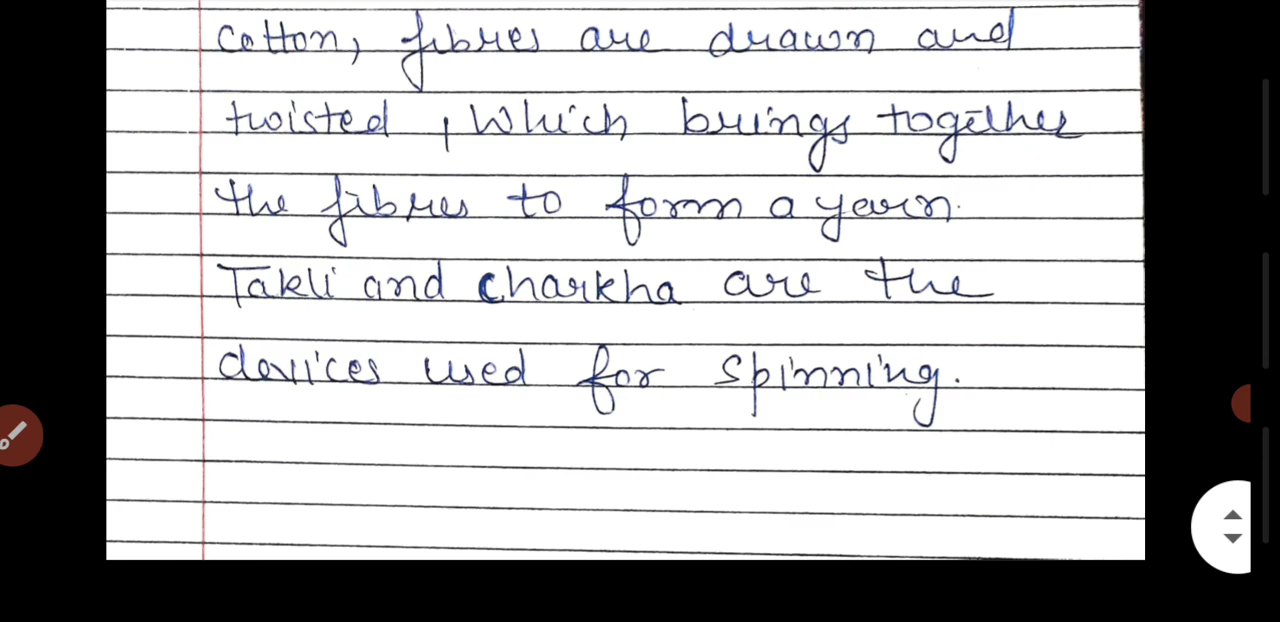 cotton, fibres are drawn and
twisted, which brings together
the fibres to form a yarn.
Takli and charkha are the
devices used for spinning.